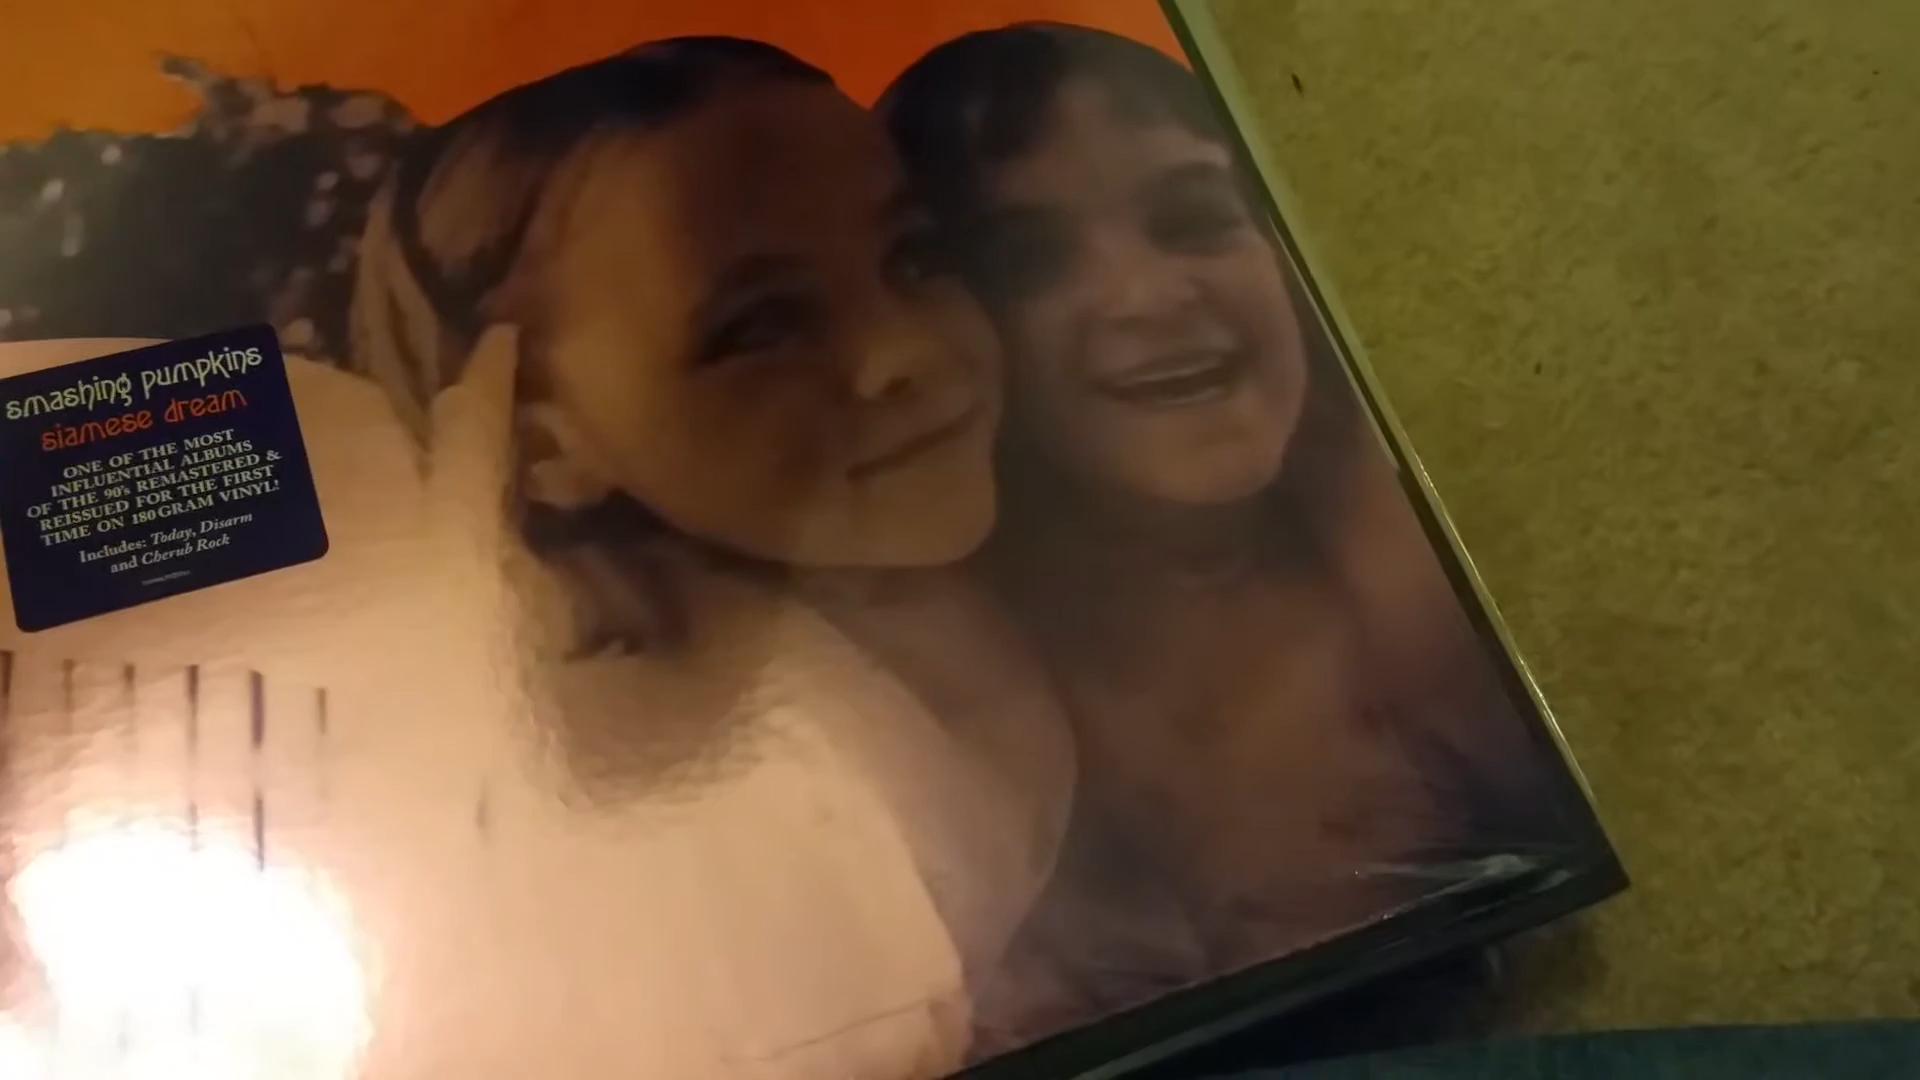 smashing pumpkins
siamese dream
ONE OF THE MOST
INFLUENTIAL ALBUMS
OF THE 90's REMASTERED &
REISSUED FOR THE FIRST
TIME ON 180 GRAM VINYL!
Includes: Today, Disarm
and Cherub Rock